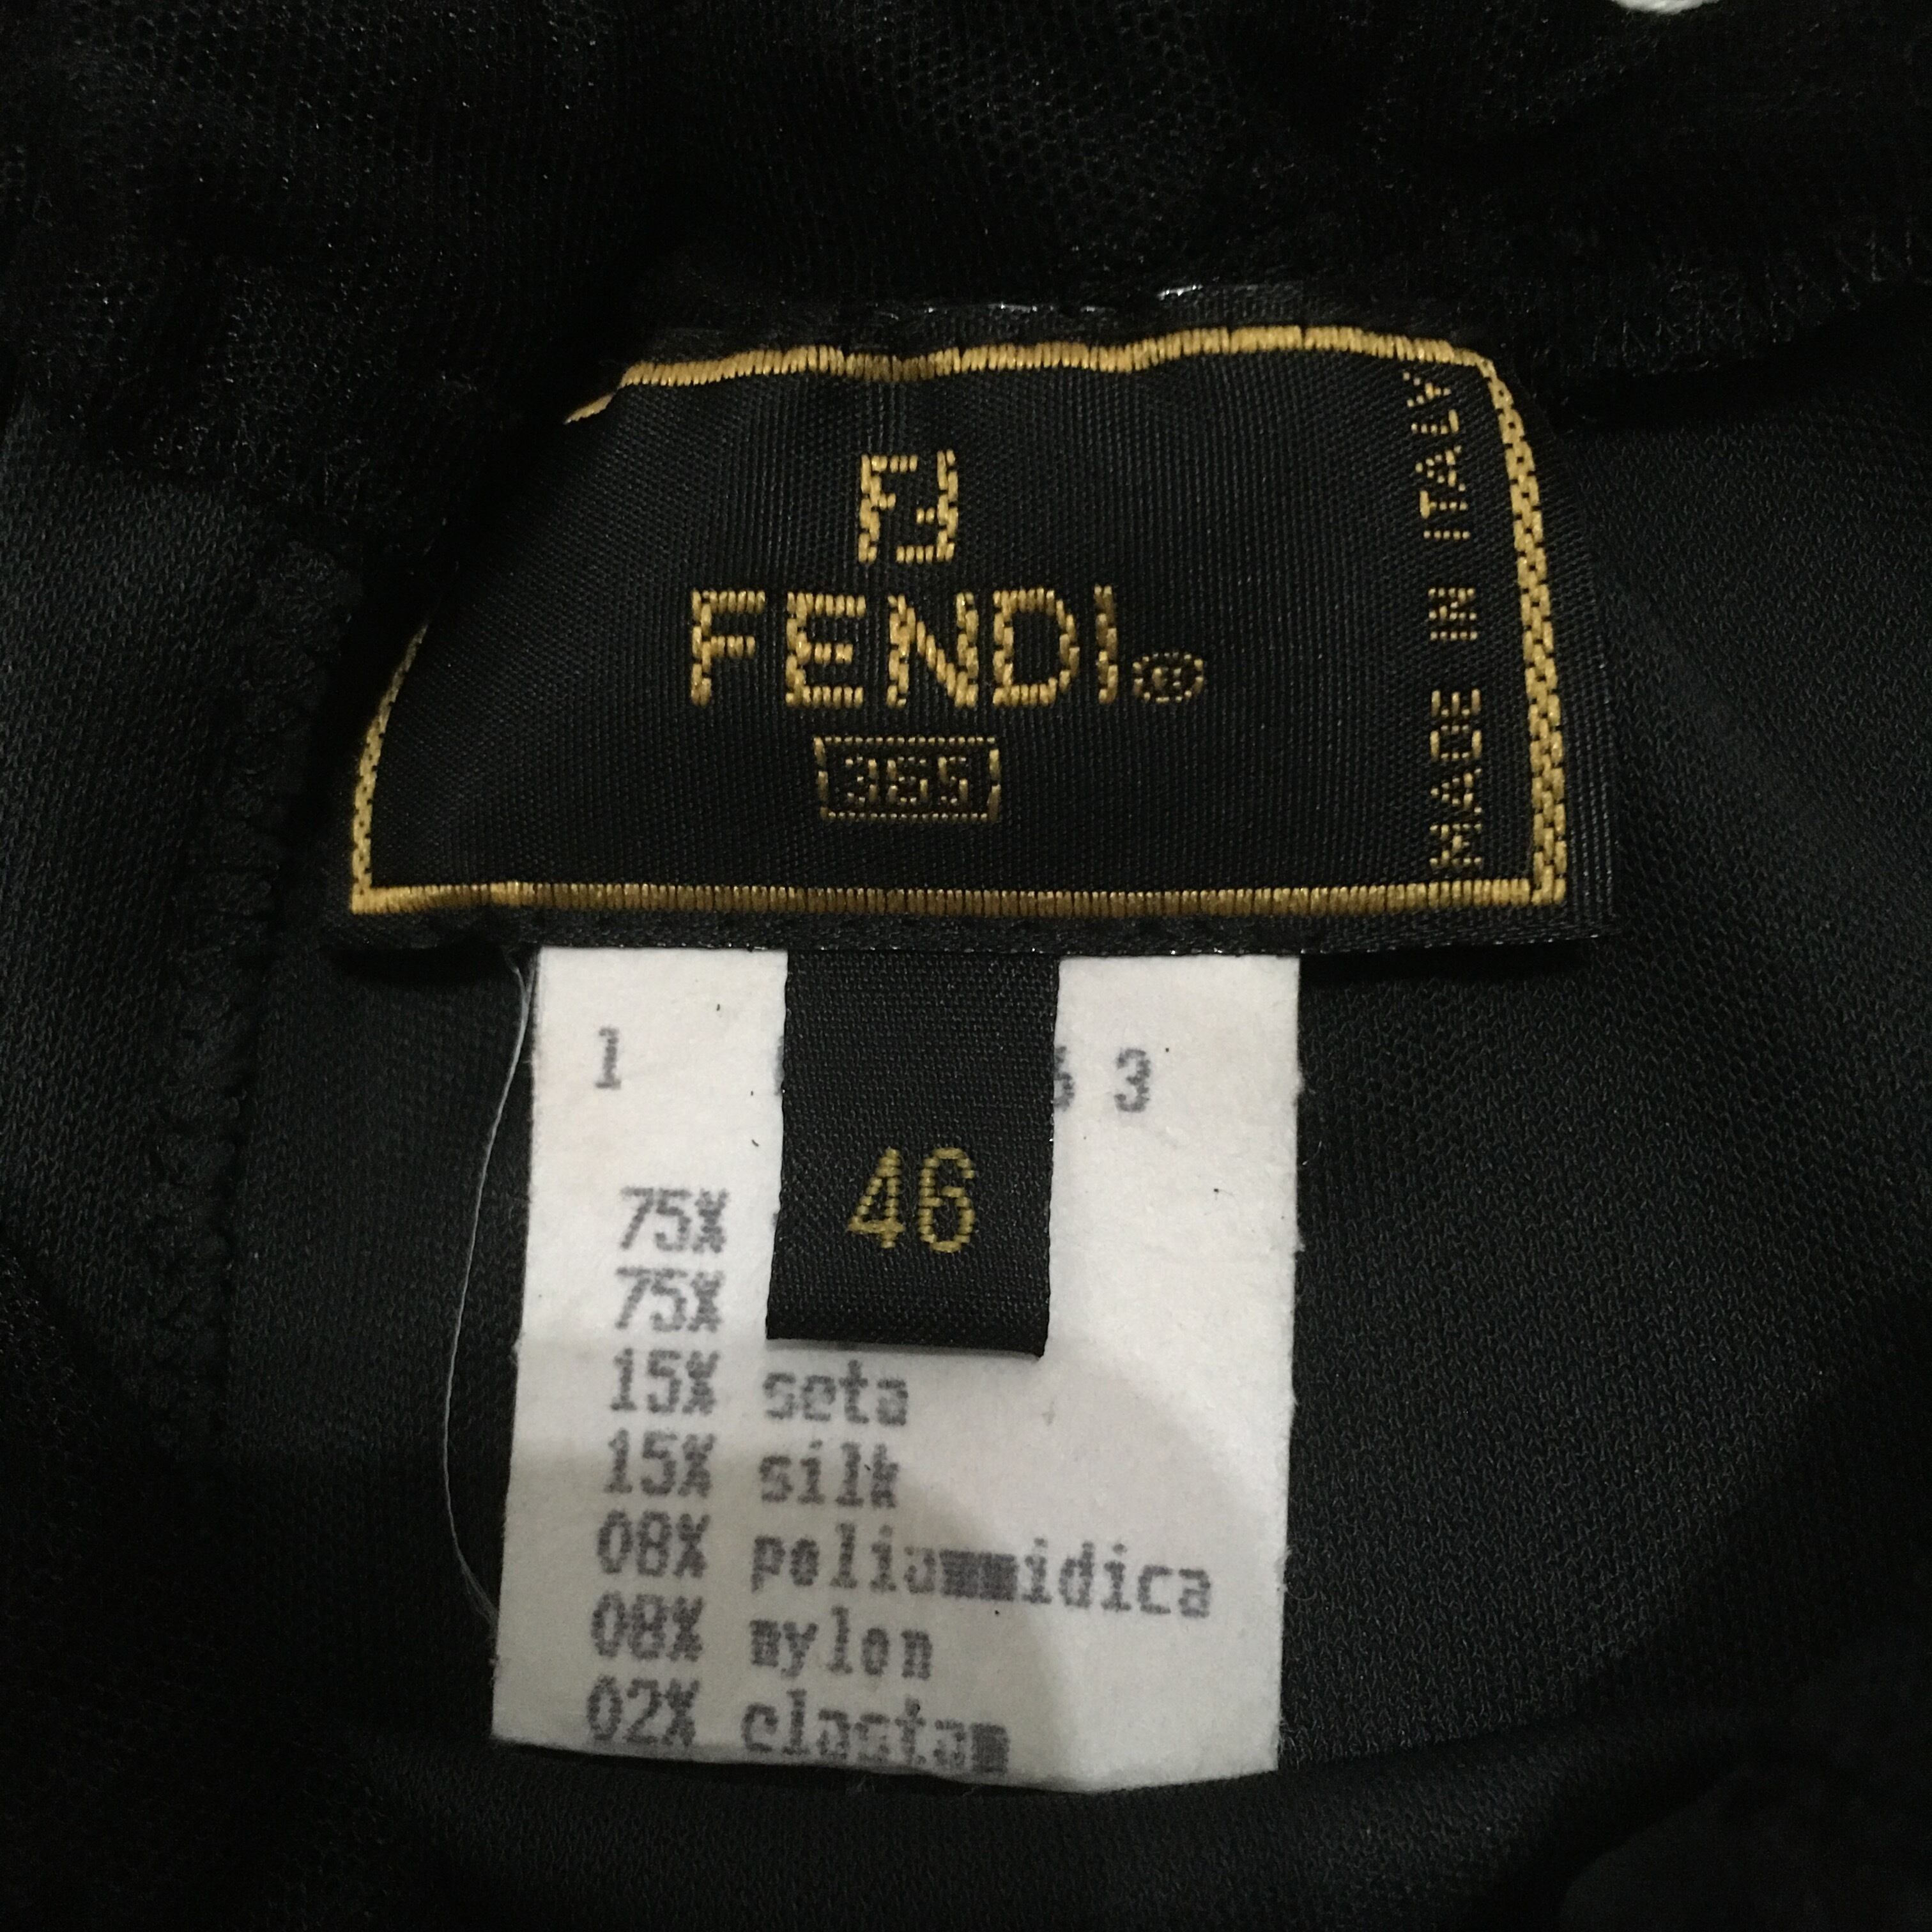 FF
FENDI®
365
MADE IN ITALY
46
1 3
75%
75%
15% seta
15% silk
08% poliammidica
08% nylon
02% elastam